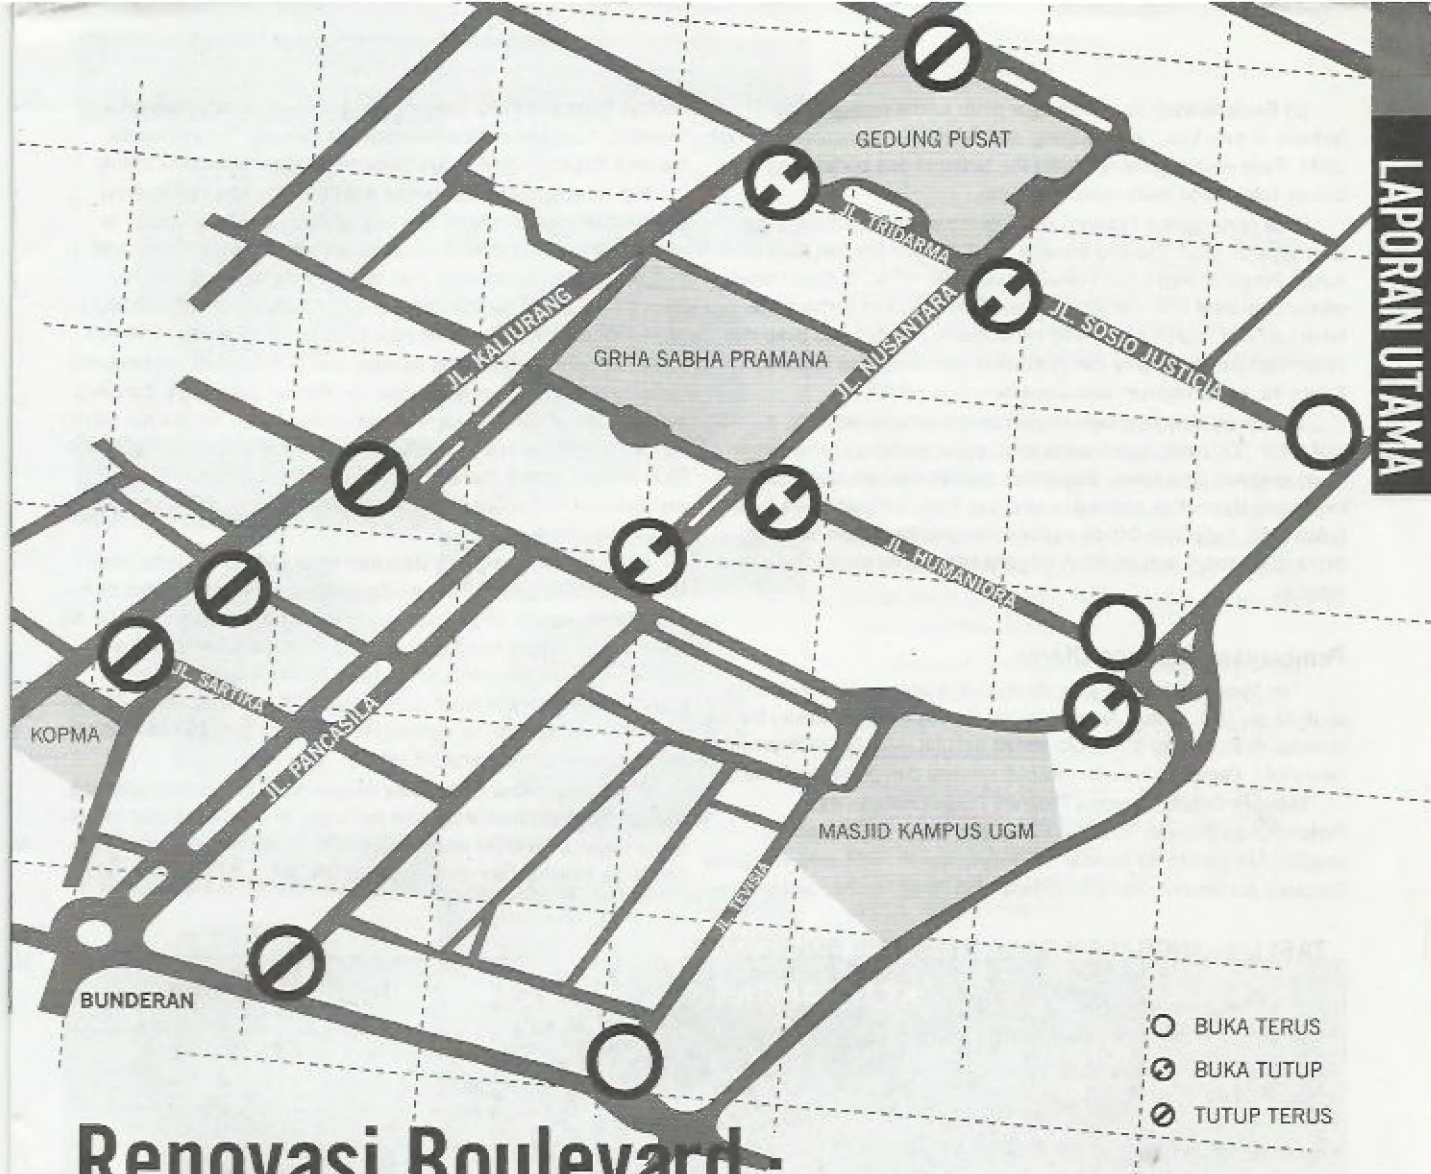 LAPORAN UTAMA
GEDUNG PUSAT
JL. TRIDARMA
JL. KALIURANG
GRHA SABHA PRAMANA
JL. NUSANTARA
JL. SOSIO JUSTICIA
JL. HUMANIORA
JL. SARTIKA
KOPMA
JL. PANCASILA
MASJID KAMPUS UGM
JL. TEVISIA
BUNDERAN
BUKA TERUS
BUKA TUTUP
TUTUP TERUS
Renovasi Boulevard :